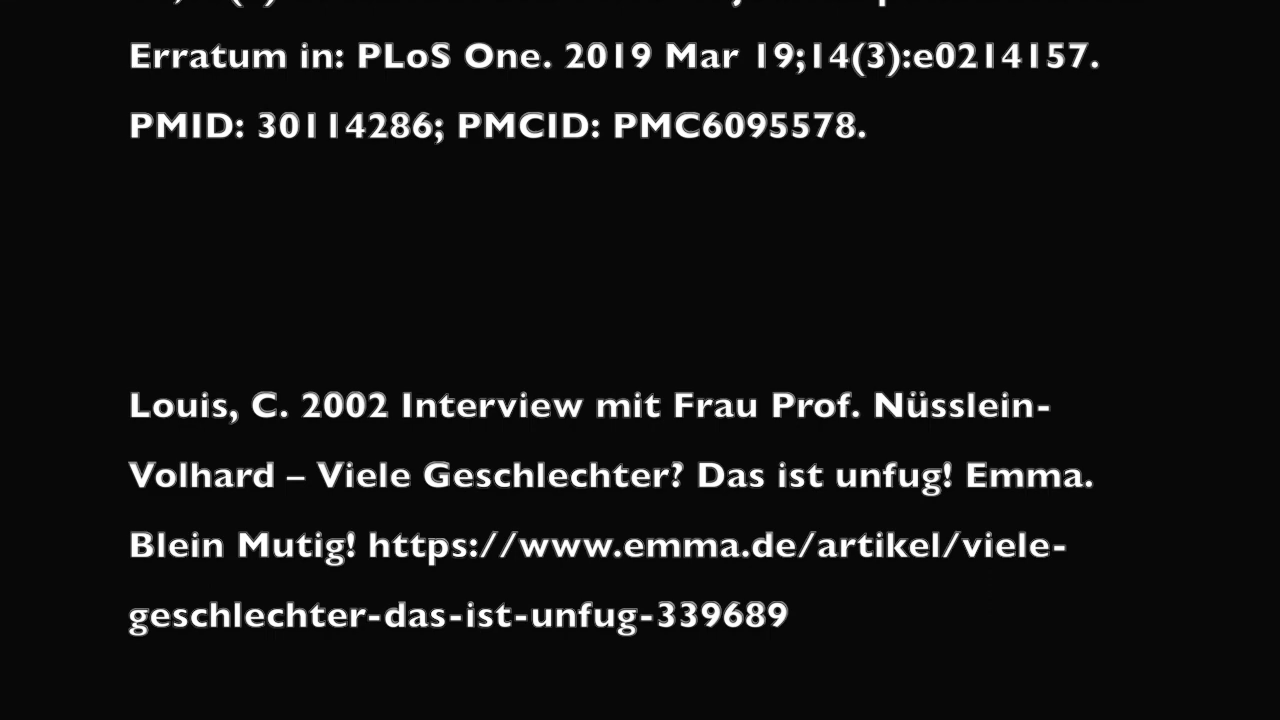 Erratum in: PLoS One. 2019 Mar 19;14(3):e0214157.
PMID: 30114286; PMCID: PMC6095578.
Louis, C. 2002 Interview mit Frau Prof. Nüsslein-
Volhard – Viele Geschlechter? Das ist unfug! Emma.
Blein Mutig! https://www.emma.de/artikel/viele-
geschlechter-das-ist-unfug-339689